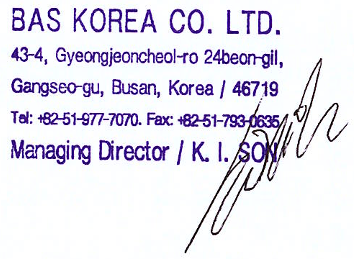 BAS KOREA CO. LTD.
43-4, Gyeongjeoncheol-ro 24beon-gil,
Gangseo-gu, Busan, Korea / 46719
Tel: +82-51-977-7070. Fax: +82-51-793-0635
Managing Director / K. I. SON